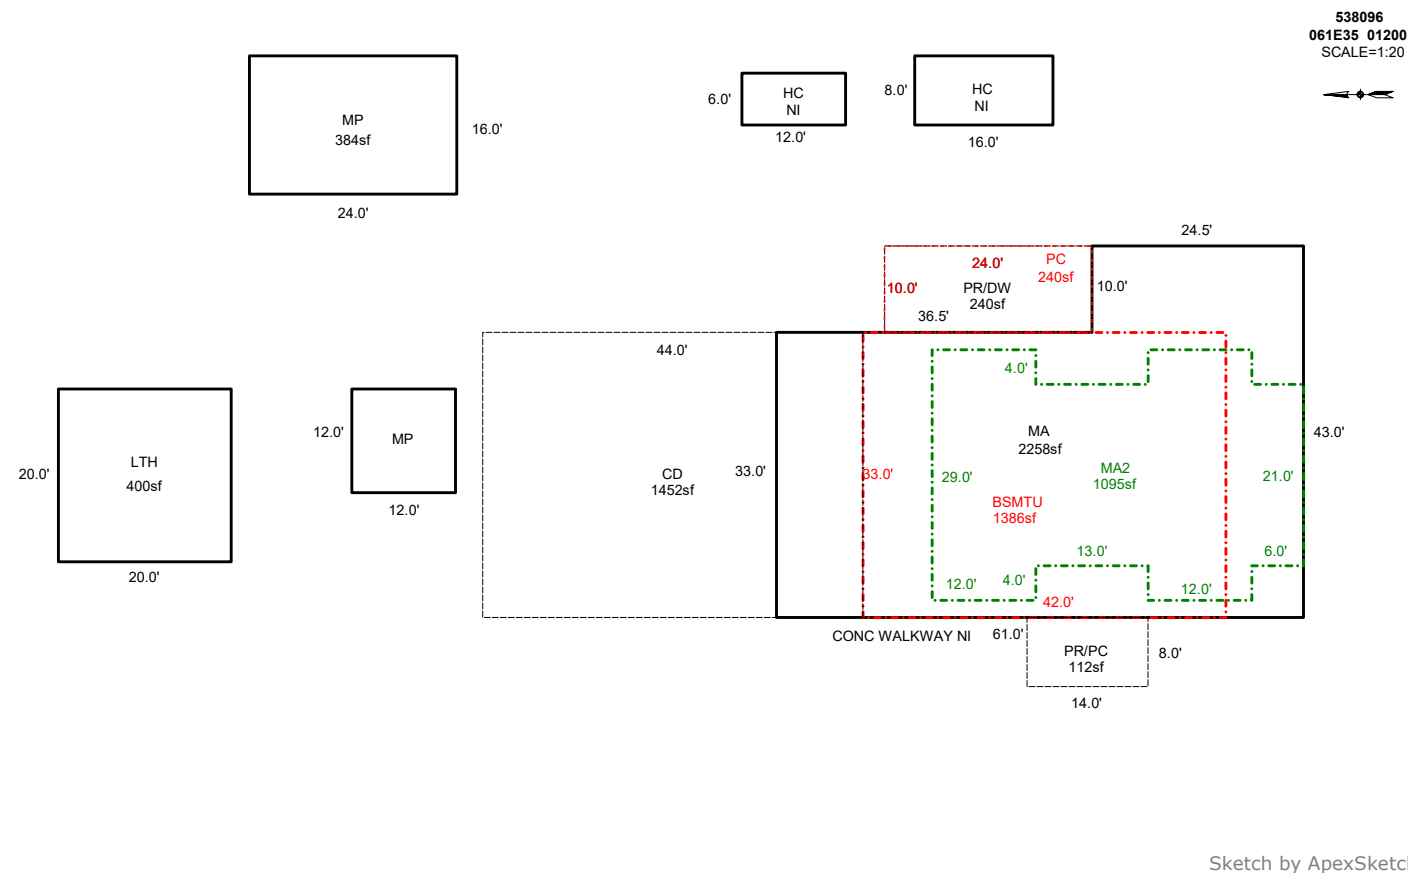 538096
061E35 01200
SCALE=1:20
MP
384sf
16.0'
24.0'
6.0'
HC
NI
12.0'
8.0'
HC
NI
16.0'
24.5'
24.0'
PC
240sf
10.0'
PR/DW
240sf
10.0'
36.5'
44.0'
4.0'
12.0'
MP
12.0'
20.0'
LTH
400sf
20.0'
CD
1452sf
33.0'
33.0'
MA
2258sf
43.0'
29.0'
MA2
1095sf
21.0'
BSMTU
1386sf
13.0'
6.0'
12.0'
4.0'
12.0'
42.0'
CONC WALKWAY NI
61.0'
PR/PC
112sf
8.0'
14.0'
Sketch by ApexSketch